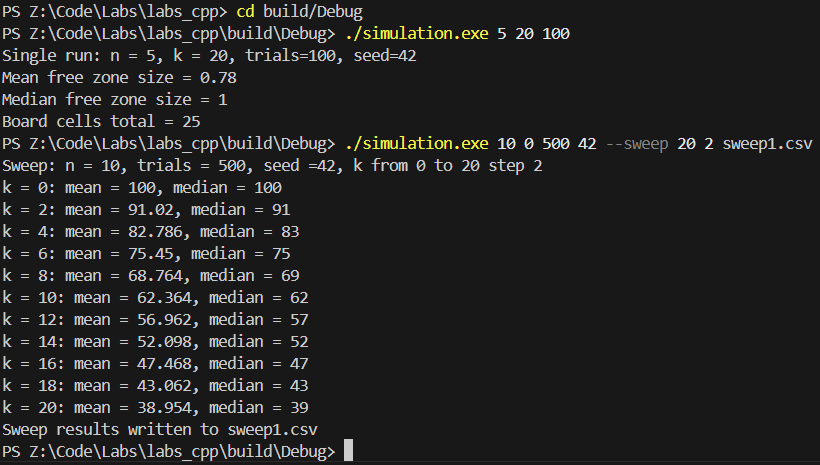 PS Z:\Code\Labs\labs_cpp> cd build/Debug
PS Z:\Code\Labs\labs_cpp\build\Debug> ./simulation.exe 5 20 100
Single run: n = 5, k = 20, trials=100, seed=42
Mean free zone size = 0.78
Median free zone size = 1
Board cells total = 25
PS Z:\Code\Labs\labs_cpp\build\Debug> ./simulation.exe 10 0 500 42 --sweep 20 2 sweep1.csv
Sweep: n = 10, trials = 500, seed =42, k from 0 to 20 step 2
k = 0: mean = 100, median = 100
k = 2: mean = 91.02, median = 91
k = 4: mean = 82.786, median = 83
k = 6: mean = 75.45, median = 75
k = 8: mean = 68.764, median = 69
k = 10: mean = 62.364, median = 62
k = 12: mean = 56.962, median = 57
k = 14: mean = 52.098, median = 52
k = 16: mean = 47.468, median = 47
k = 18: mean = 43.062, median = 43
k = 20: mean = 38.954, median = 39
Sweep results written to sweep1.csv
PS Z:\Code\Labs\labs_cpp\build\Debug>